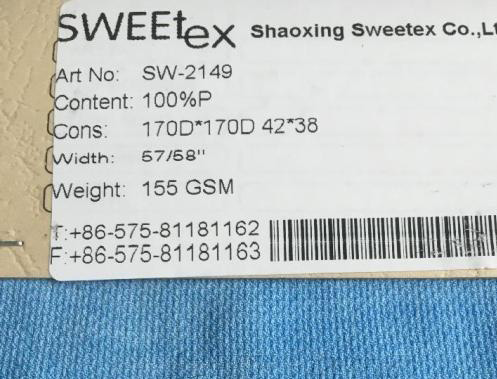 SWEEtex Shaoxing Sweetex Co.,Lt
Art No: SW-2149
Content: 100%P
Cons: 170D*170D 42*38
Width: 57/58"
Weight: 155 GSM
T:+86-575-81181162
F:+86-575-81181163